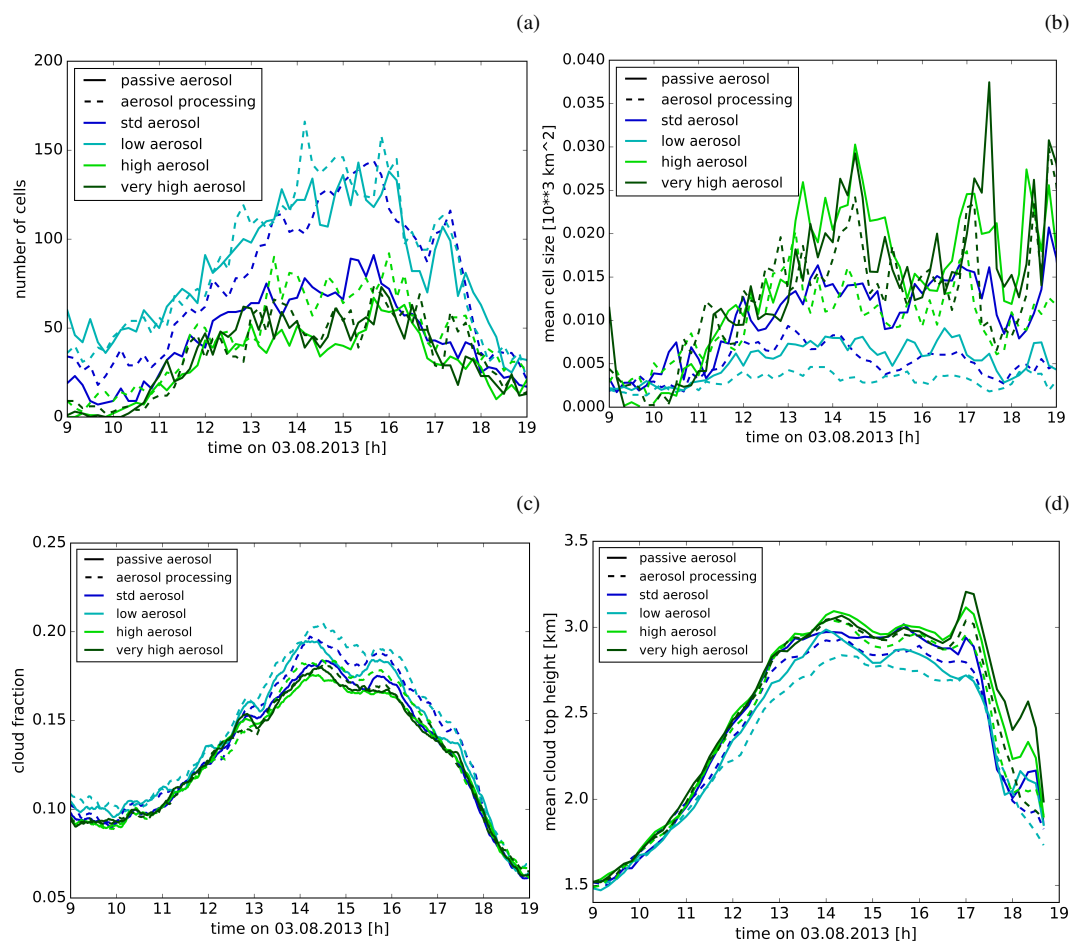 (a)
200
150
100
50
0
number of cells
passive aerosol
aerosol processing
std aerosol
low aerosol
high aerosol
very high aerosol
9 10 11 12 13 14 15 16 17 18 19
time on 03.08.2013 [h]
(b)
0.040
0.035
0.030
0.025
0.020
0.015
0.010
0.005
0.000
mean cell size [10**3 km^2]
passive aerosol
aerosol processing
std aerosol
low aerosol
high aerosol
very high aerosol
9 10 11 12 13 14 15 16 17 18 19
time on 03.08.2013 [h]
(c)
0.25
0.20
0.15
0.10
0.05
cloud fraction
passive aerosol
aerosol processing
std aerosol
low aerosol
high aerosol
very high aerosol
9 10 11 12 13 14 15 16 17 18 19
time on 03.08.2013 [h]
(d)
3.5
3.0
2.5
2.0
1.5
mean cloud top height [km]
passive aerosol
aerosol processing
std aerosol
low aerosol
high aerosol
very high aerosol
9 10 11 12 13 14 15 16 17 18 19
time on 03.08.2013 [h]